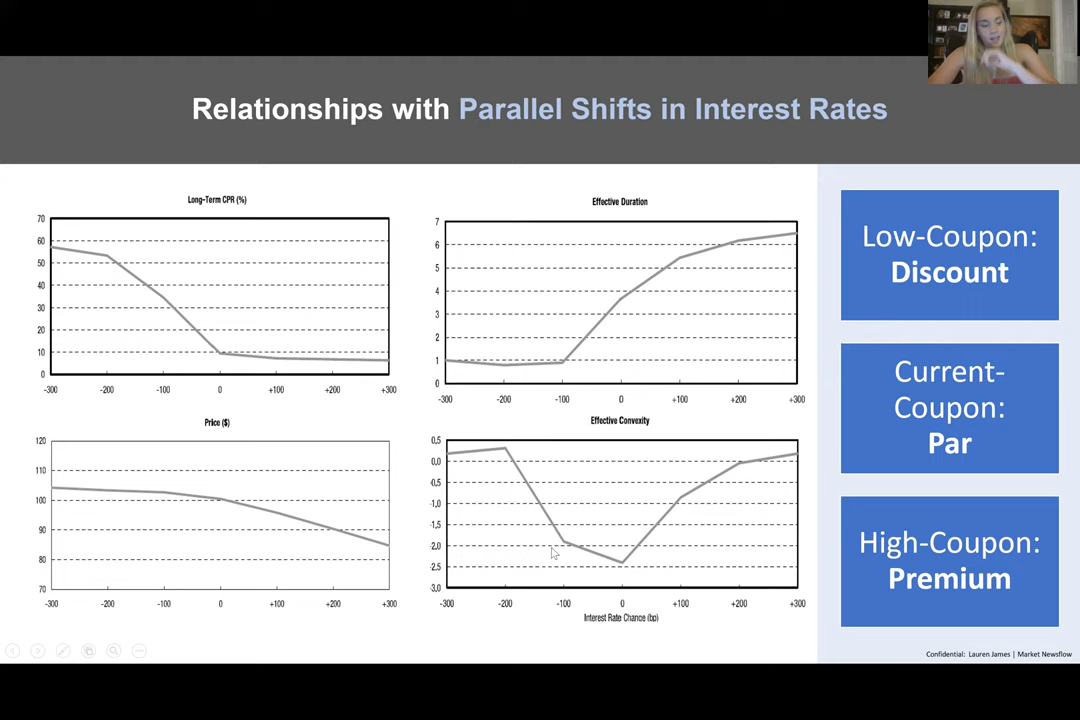 Relationships with Parallel Shifts in Interest Rates
Long-Term CPR (%)
70
60
50
40
30
20
10
0
-300 -200 -100 0 +100 +200 +300
Effective Duration
7
6
5
4
3
2
1
0
-300 -200 -100 0 +100 +200 +300
Price ($)
120
110
100
90
80
70
-300 -200 -100 0 +100 +200 +300
Effective Convexity
0,5
0,0
0,5
1,0
1,5
2,0
2,5
3,0
-300 -200 -100 0 +100 +200 +300
Interest Rate Change (bp)
Low-Coupon:
Discount
Current-
Coupon:
Par
High-Coupon:
Premium
Confidential: Lauren James | Market Newsflow